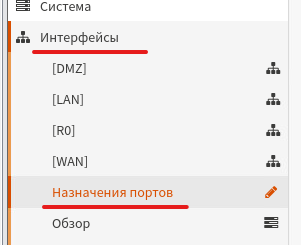 Система
Интерфейсы
[DMZ]
[LAN]
[R0]
[WAN]
Назначения портов
Обзор